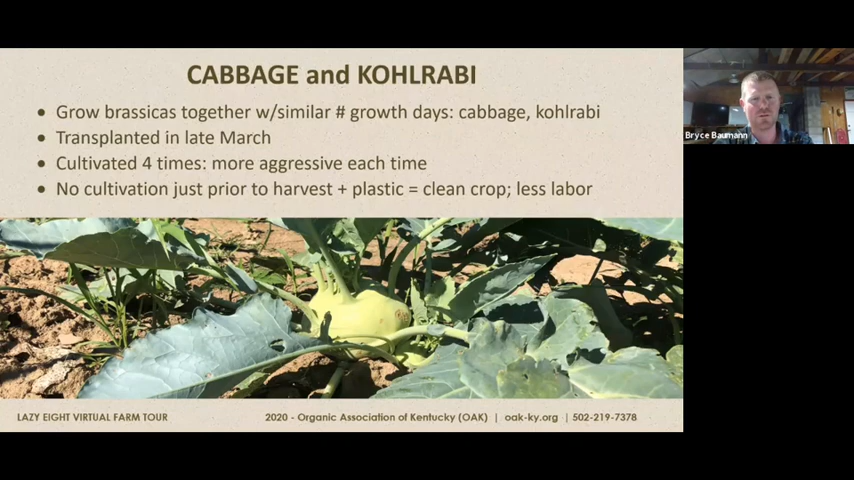 CABBAGE and KOHLRABI
• Grow brassicas together w/similar # growth days: cabbage, kohlrabi
• Transplanted in late March
• Cultivated 4 times: more aggressive each time
• No cultivation just prior to harvest + plastic = clean crop; less labor
Bryce Baumann
LAZY EIGHT VIRTUAL FARM TOUR
2020 - Organic Association of Kentucky (OAK) | oak-ky.org | 502-219-7378